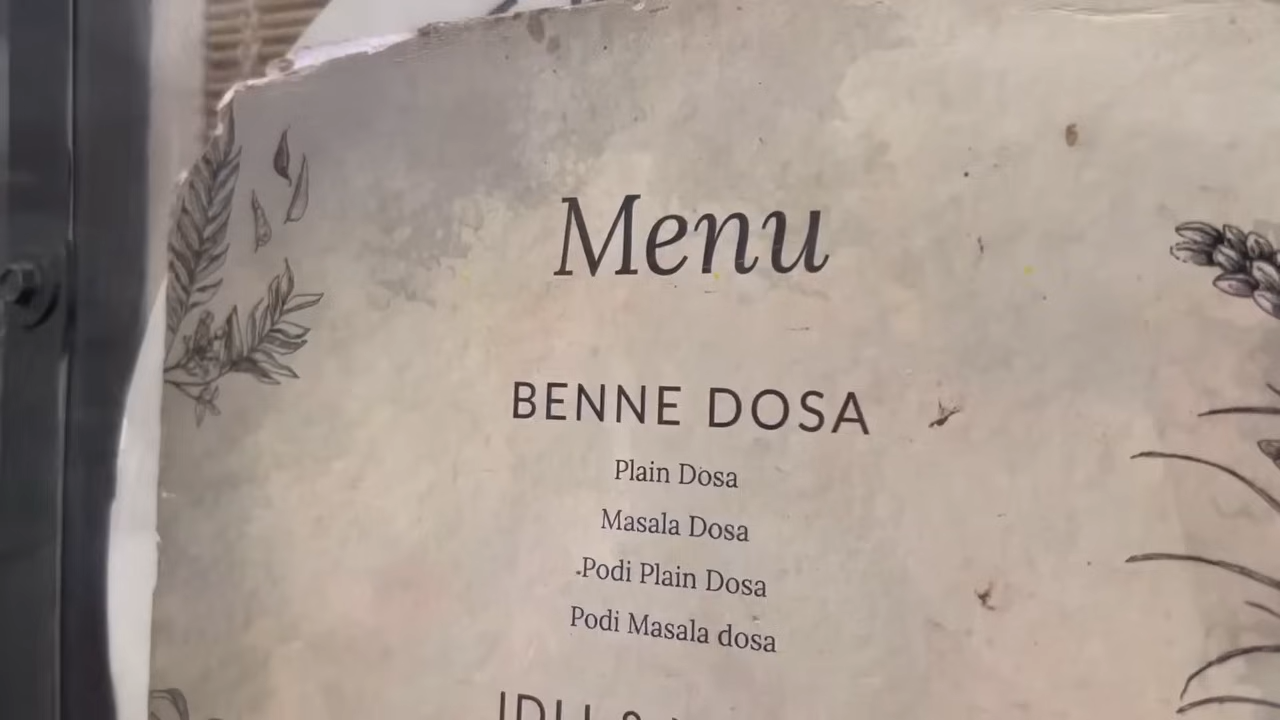 Menu
BENNE DOSA
Plain Dosa
Masala Dosa
Podi Plain Dosa
Podi Masala dosa